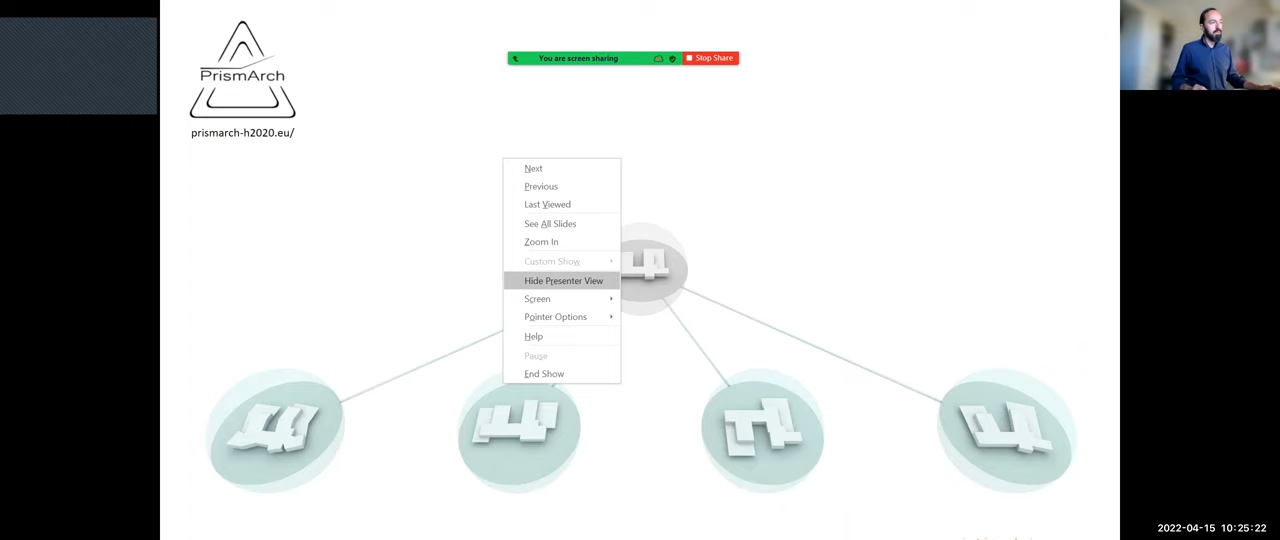 PrismArch
prismarch-h2020.eu/
You are screen sharing
Stop Share
Next
Previous
Last Viewed
See All Slides
Zoom In
Custom Show
Hide Presenter View
Screen
Pointer Options
Help
Pause
End Show
2022-04-15 10:25:22